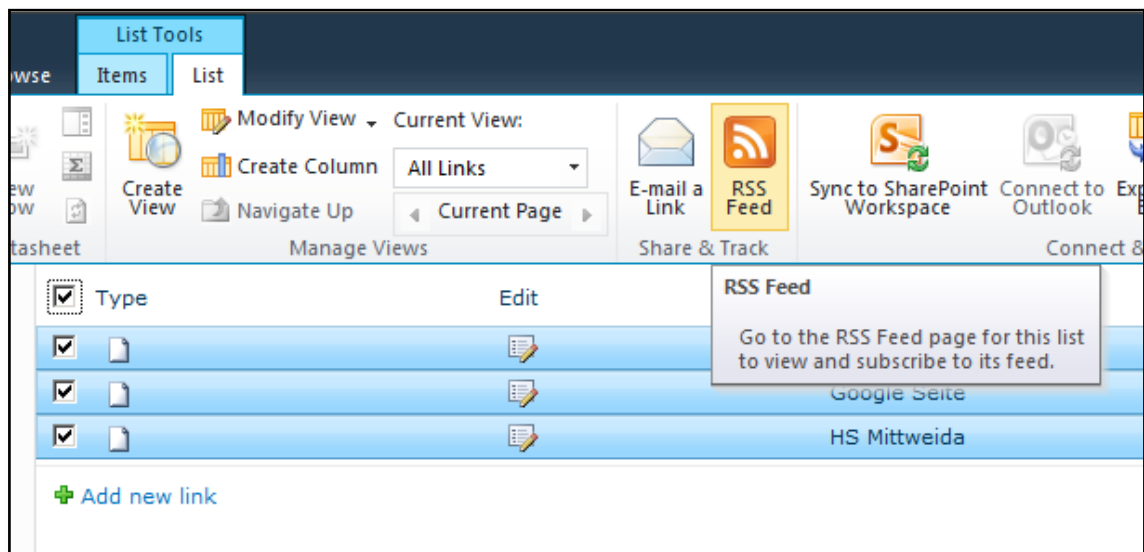 List Tools
owse Items List
Modify View Current View:
Create Column All Links
ew Create E-mail a RSS Sync to SharePoint Connect to Exp
ow View Navigate Up Current Page Link Feed Workspace Outlook E
tasheet Manage Views Share & Track Connect &
Type Edit
RSS Feed
Go to the RSS Feed page for this list
to view and subscribe to its feed.
Google Seite
HS Mittweida
Add new link